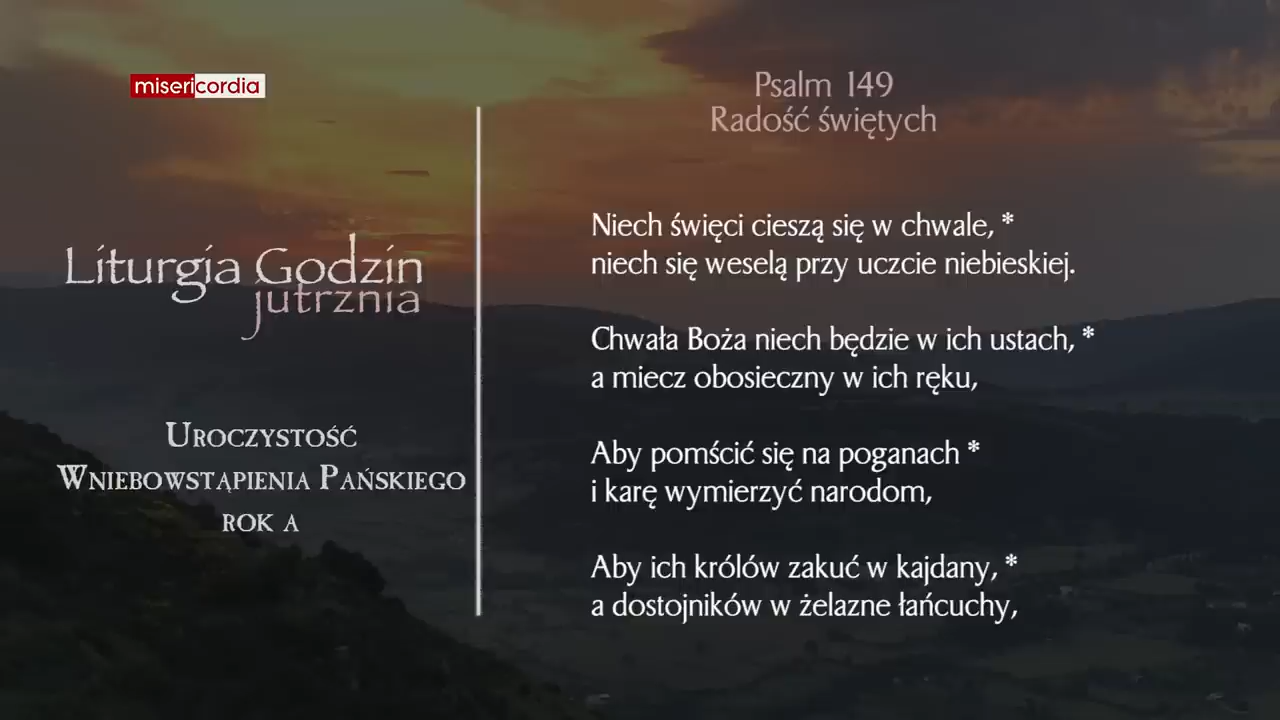 misericordia
Liturgia Godzin
jutrznia
Uroczystość
Wniebowstąpienia Pańskiego
rok A
Psalm 149
Radość świętych
Niech święci cieszą się w chwale, *
niech się weselą przy uczcie niebieskiej.
Chwała Boża niech będzie w ich ustach, *
a miecz obosieczny w ich ręku,
Aby pomścić się na poganach *
i karę wymierzyć narodom,
Aby ich królów zakuć w kajdany, *
a dostojników w żelazne łańcuchy,